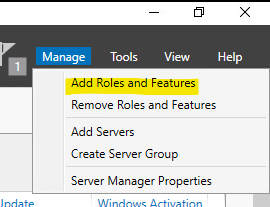 1 Manage Tools View Help
Add Roles and Features
Remove Roles and Features
Add Servers
Create Server Group
Server Manager Properties
Update Windows Activation